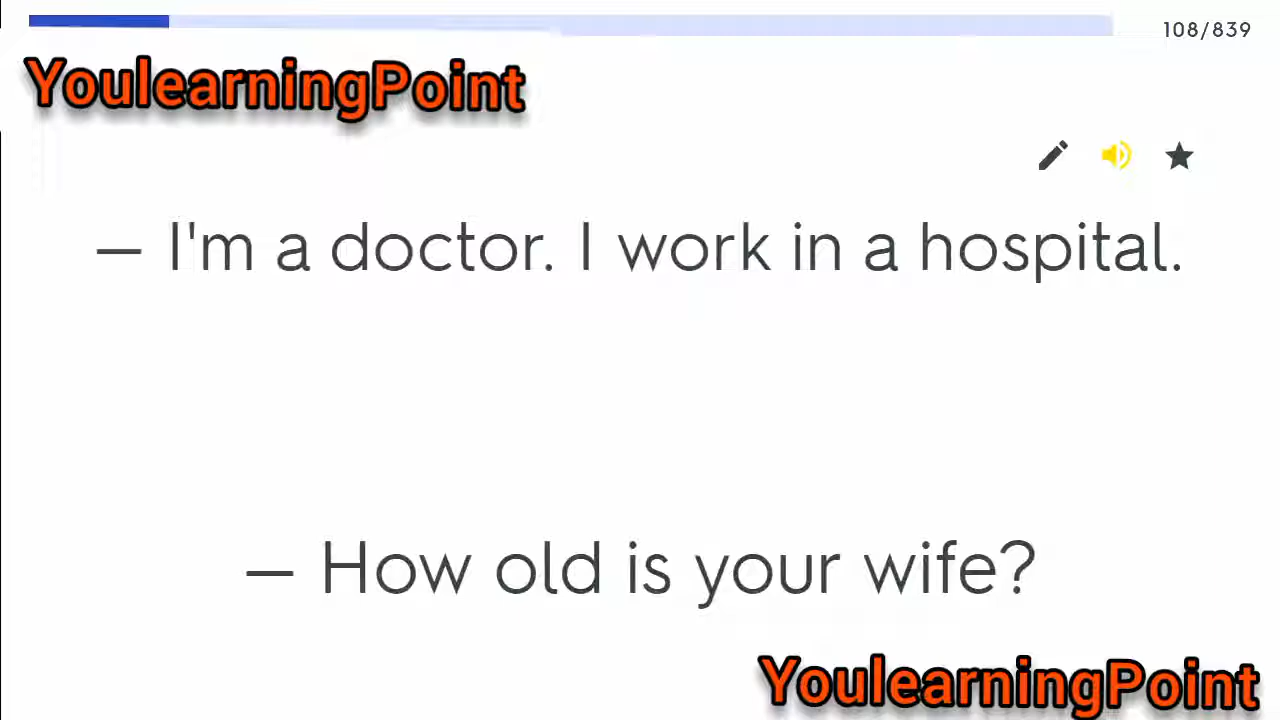 108/839
YoulearningPoint
– I'm a doctor. I work in a hospital.
– How old is your wife?
YoulearningPoint